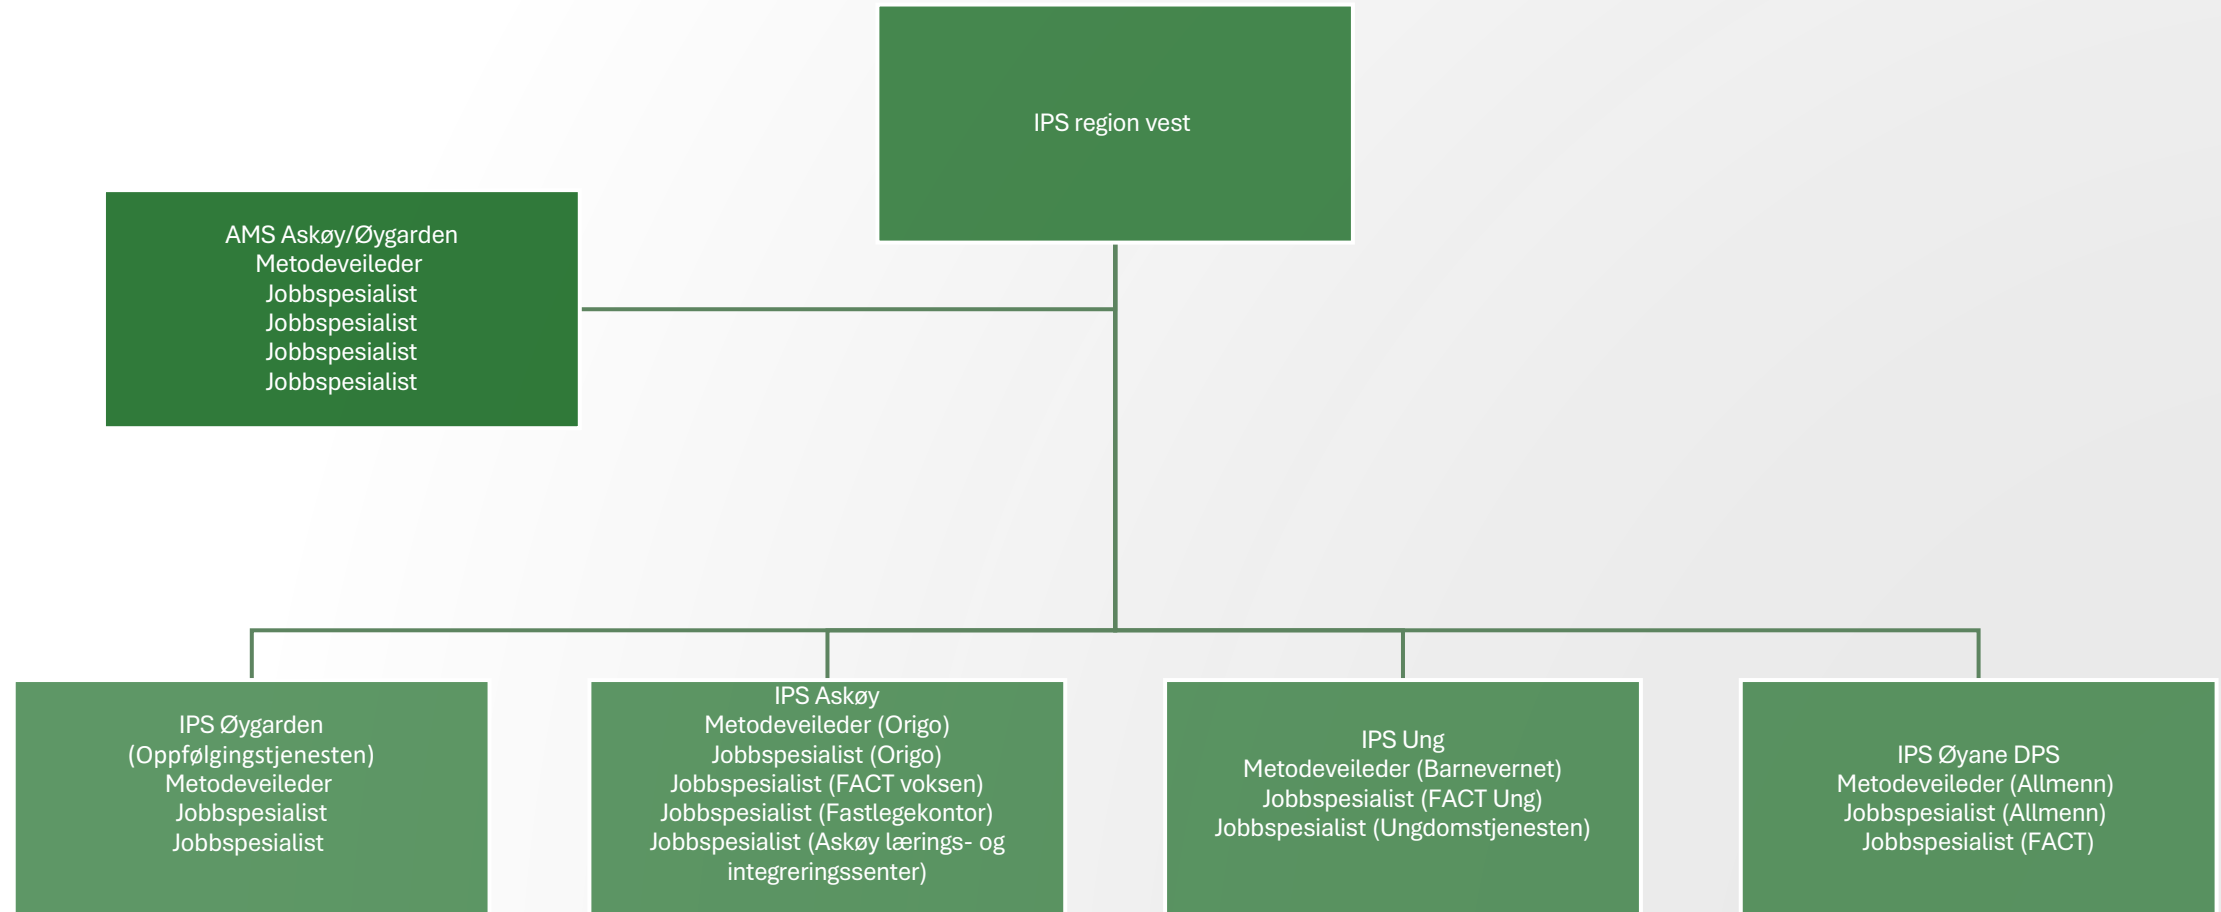 IPS region vest
AMS Askøy/Øygarden
Metodeveileder
Jobbspesialist
Jobbspesialist
Jobbspesialist
Jobbspesialist
IPS Øygarden
(Oppfølgingstjenesten)
Metodeveileder
Jobbspesialist
Jobbspesialist
IPS Askøy
Metodeveileder (Origo)
Jobbspesialist (Origo)
Jobbspesialist (FACT voksen)
Jobbspesialist (Fastlegekontor)
Jobbspesialist (Askøy lærings- og
integreringssenter)
IPS Ung
Metodeveileder (Barnevernet)
Jobbspesialist (FACT Ung)
Jobbspesialist (Ungdomstjenesten)
IPS Øyane DPS
Metodeveileder (Allmenn)
Jobbspesialist (Allmenn)
Jobbspesialist (FACT)